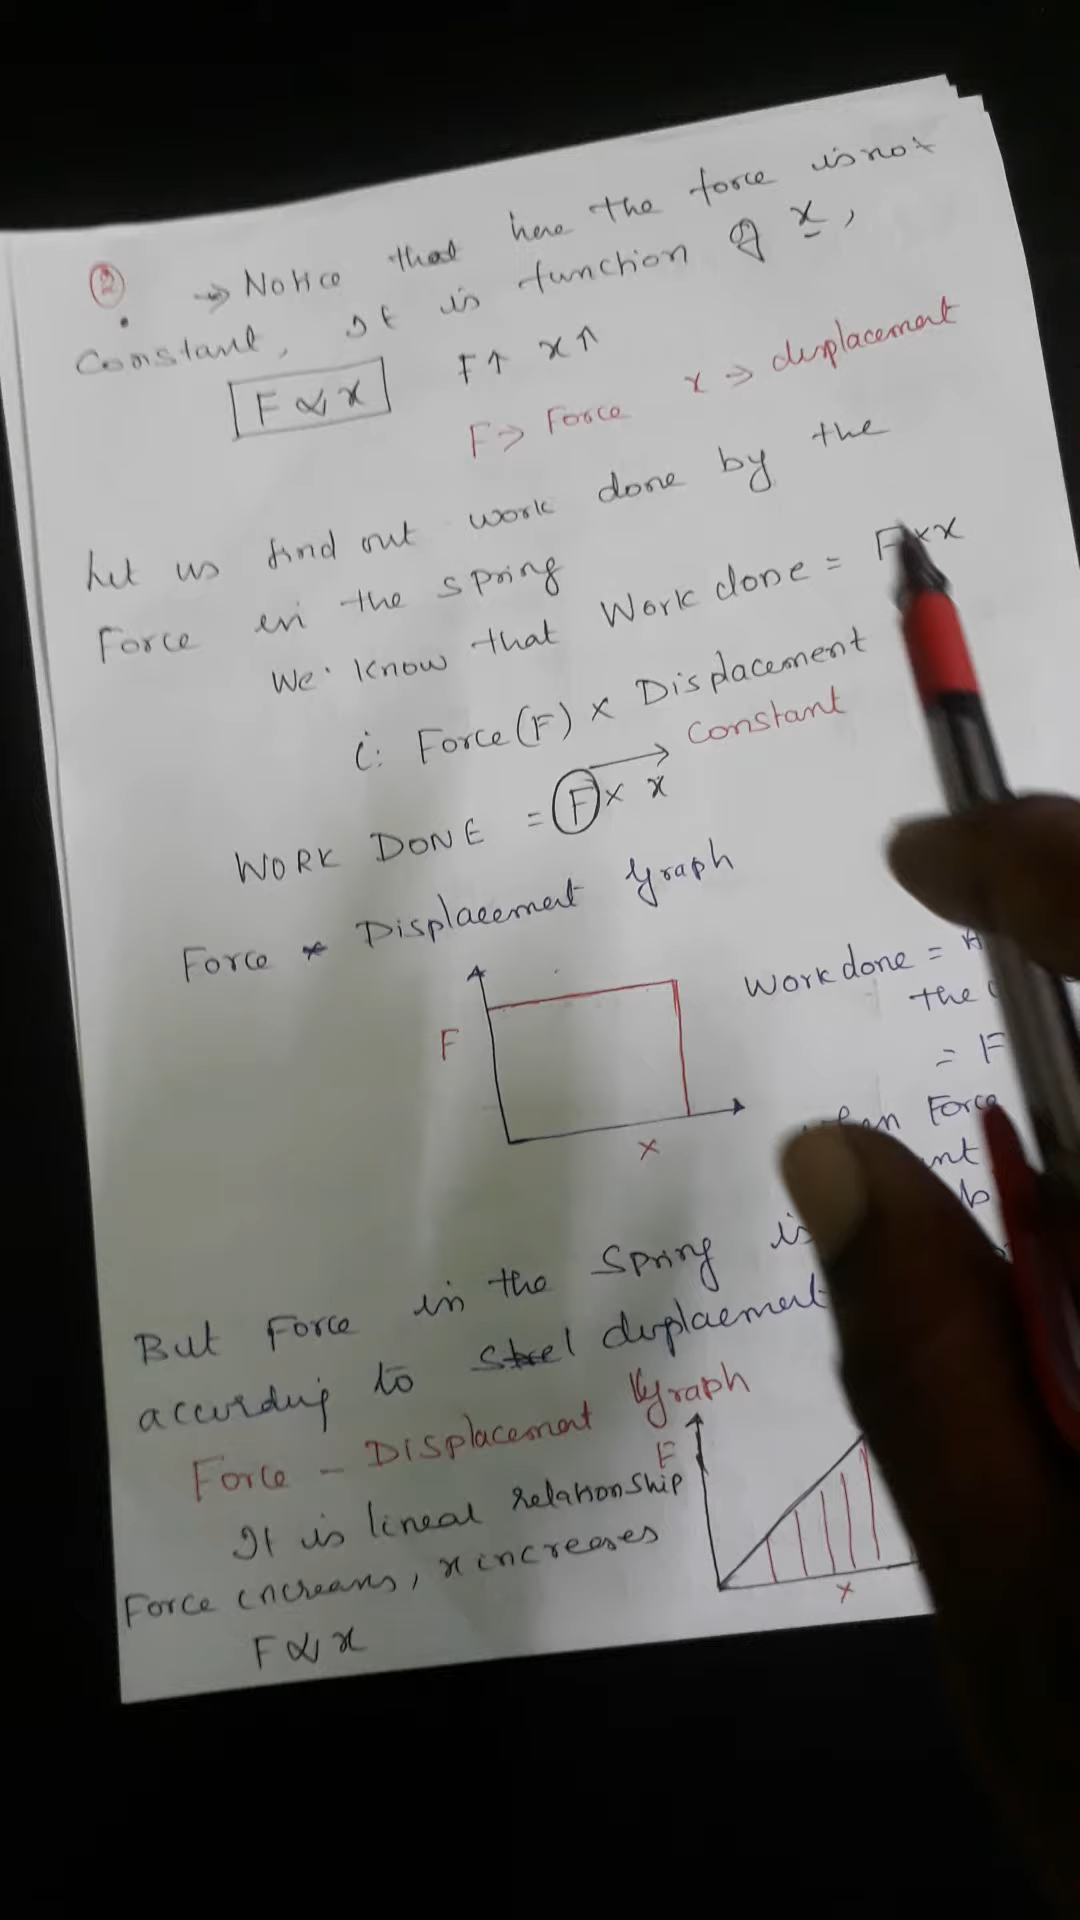 ② → Notice that here the force is not
Constant, It is function of x,
F ∝ x F↑ x↑
F → Force x → displacement
Let us find out work done by the
Force in the spring
We know that Work done = F × x
i: Force (F) × Displacement
WORK DONE = F × x → Constant
Force * Displacement Graph
F
x
Work done =
the
= F
Force
But Force in the Spring is
according to displacement
Force - Displacement Graph
F
It is lineal relationship
Force increases, x increases
x
F ∝ x